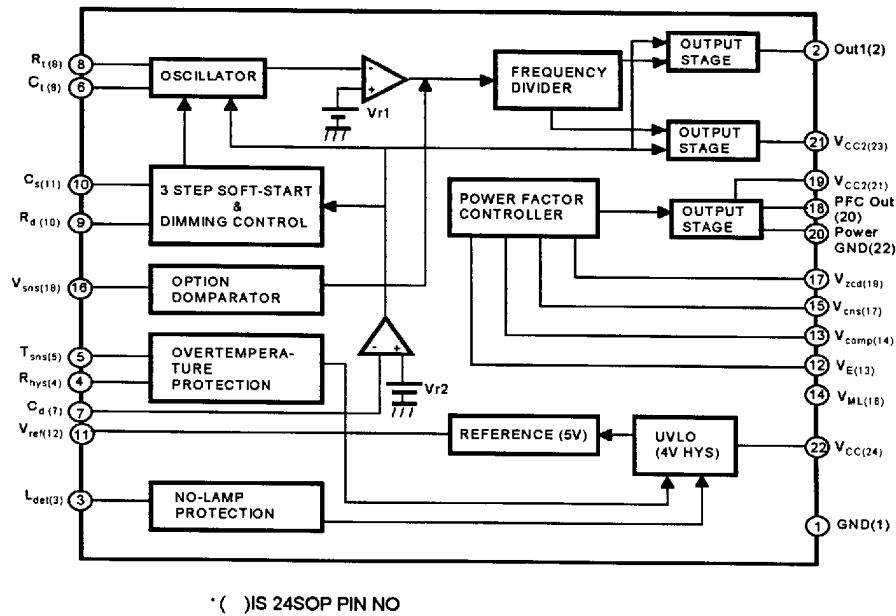 Rt(8) 8
Ct(8) 6
OSCILLATOR
- +
Vr1
FREQUENCY
DIVIDER
OUTPUT
STAGE
2 Out1(2)
OUTPUT
STAGE
21 VCC2(23)
Cs(11) 10
Rd(10) 9
3 STEP SOFT-START
&
DIMMING CONTROL
POWER FACTOR
CONTROLLER
OUTPUT
STAGE
19 VCC2(21)
18 PFC Out
(20)
20 Power
GND(22)
Vsns(18) 16
OPTION
DOMPARATOR
17 Vzcd(19)
15 Vcns(17)
13 Vcomp(14)
12 VE(13)
14 VML(16)
Tsns(5) 5
Rhys(4) 4
OVERTEMPERA-
TURE
PROTECTION
- +
Vr2
Cd(7) 7
Vref(12) 11
REFERENCE (5V)
UVLO
(4V HYS)
22 VCC(24)
Ldet(3) 3
NO-LAMP
PROTECTION
1 GND(1)
* ( )IS 24SOP PIN NO